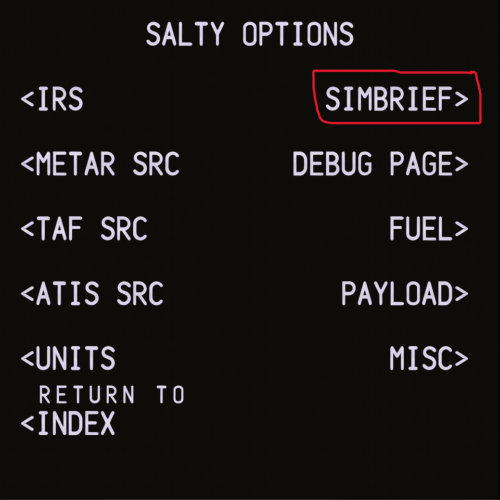 SALTY OPTIONS
<IRS SIMBRIEF>
<METAR SRC DEBUG PAGE>
<TAF SRC FUEL>
<ATIS SRC PAYLOAD>
<UNITS MISC>
RETURN TO
<INDEX